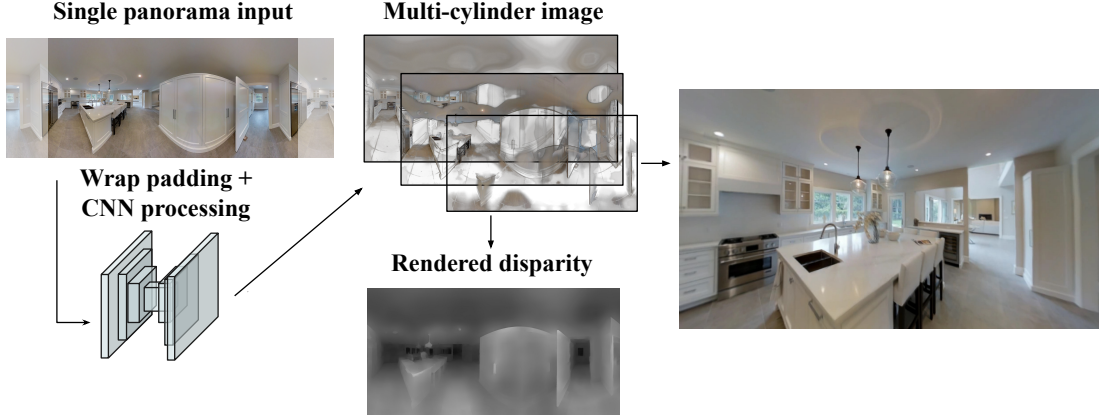 Single panorama input
Multi-cylinder image
Wrap padding +
CNN processing
Rendered disparity